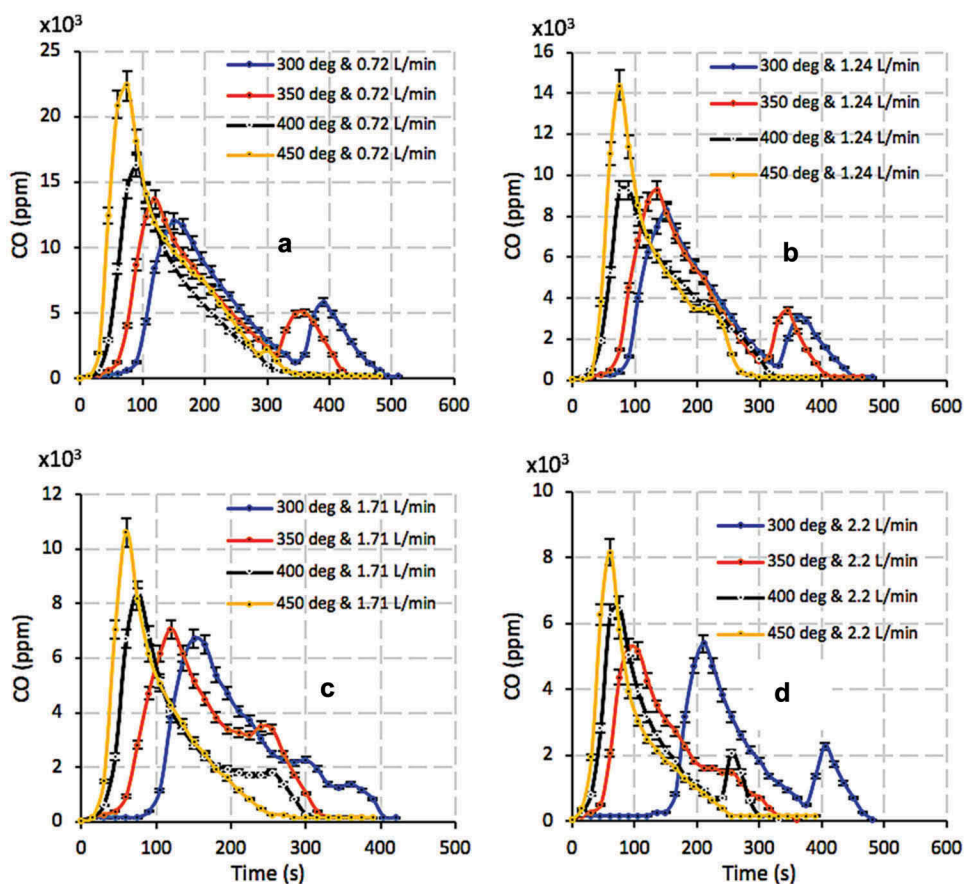 x10³
25
20
15
10
5
0
CO (ppm)
0 100 200 300 400 500 600
300 deg & 0.72 L/min
350 deg & 0.72 L/min
400 deg & 0.72 L/min
450 deg & 0.72 L/min
a
x10³
16
14
12
10
8
6
4
2
0
CO (ppm)
0 100 200 300 400 500 600
300 deg & 1.24 L/min
350 deg & 1.24 L/min
400 deg & 1.24 L/min
450 deg & 1.24 L/min
b
x10³
12
10
8
6
4
2
0
CO (ppm)
0 100 200 300 400 500
Time (s)
300 deg & 1.71 L/min
350 deg & 1.71 L/min
400 deg & 1.71 L/min
450 deg & 1.71 L/min
c
x10³
10
8
6
4
2
0
CO (ppm)
0 100 200 300 400 500 600
Time (s)
300 deg & 2.2 L/min
350 deg & 2.2 L/min
400 deg & 2.2 L/min
450 deg & 2.2 L/min
d